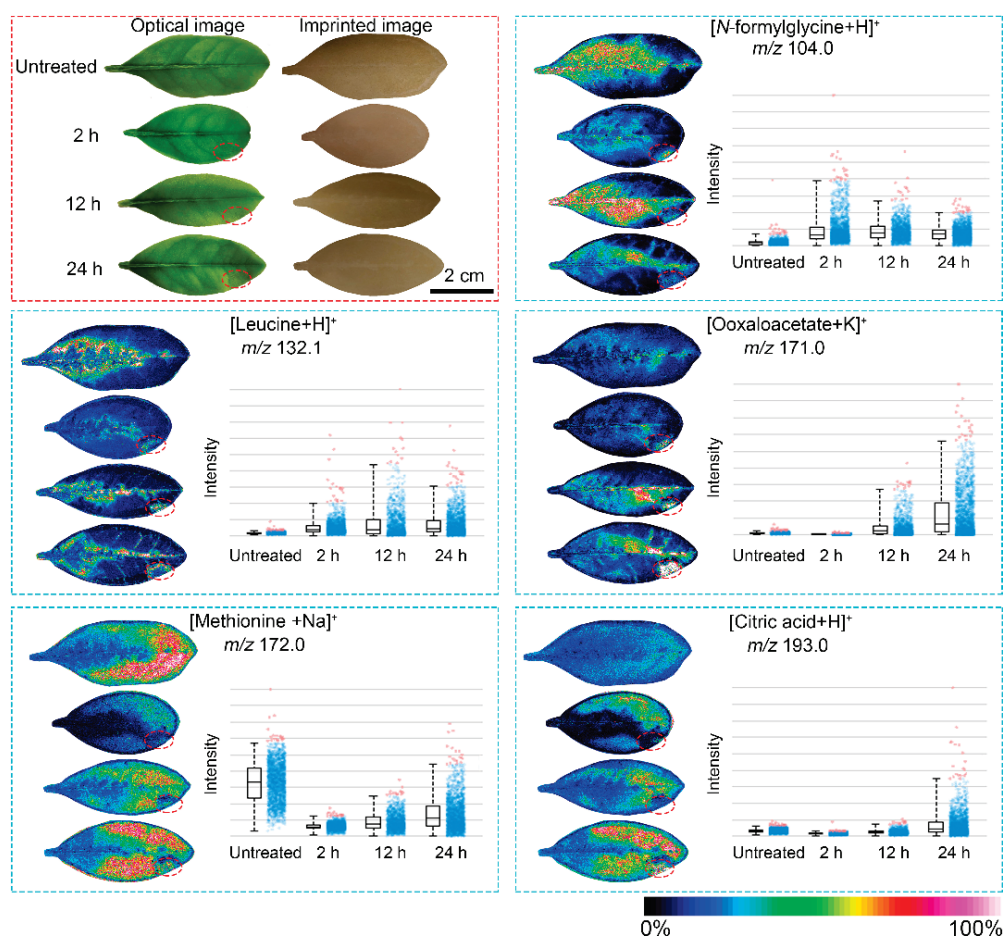 Optical image Imprinted image
Untreated
2 h
12 h
24 h
2 cm
[N-formylglycine+H]⁺
m/z 104.0
Intensity
Untreated 2 h 12 h 24 h
[Leucine+H]⁺
m/z 132.1
Intensity
Untreated 2 h 12 h 24 h
[Ooxaloacetate+K]⁺
m/z 171.0
Intensity
Untreated 2 h 12 h 24 h
[Methionine +Na]⁺
m/z 172.0
Intensity
Untreated 2 h 12 h 24 h
[Citric acid+H]⁺
m/z 193.0
Intensity
Untreated 2 h 12 h 24 h
0% 100%